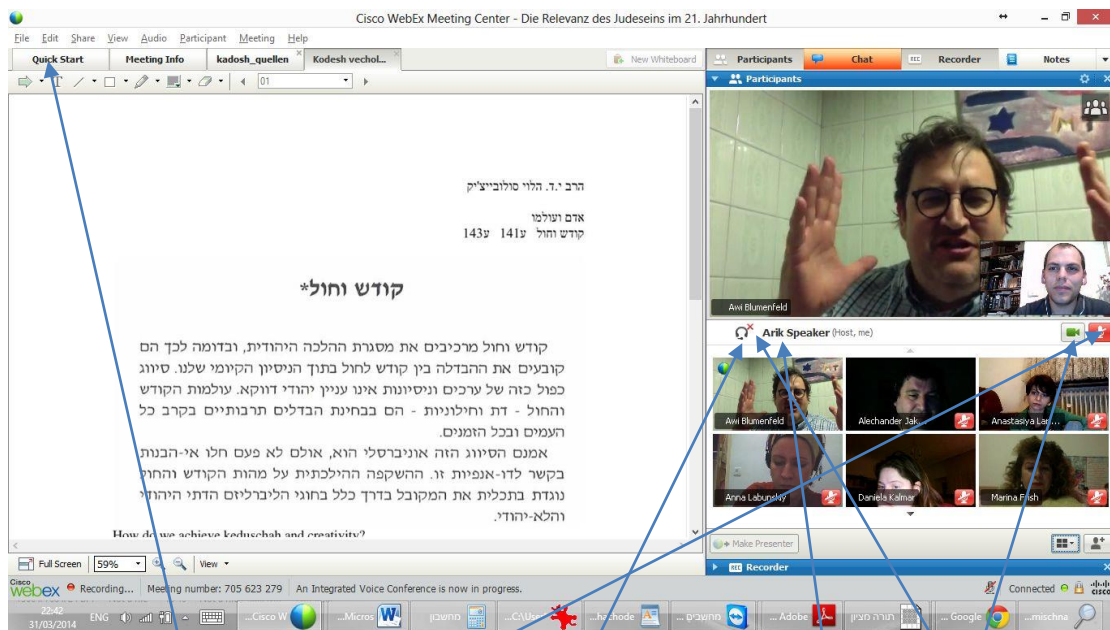 Cisco WebEx Meeting Center - Die Relevanz des Judeseins im 21. Jahrhundert
File Edit Share View Audio Participant Meeting Help
Quick Start Meeting Info kadosh_quellen Kodesh vechol... New Whiteboard
Participants Chat REC Recorder Notes
01
Participants
הרב י.ד. הלוי סולובייצ'יק
אדם ועולמו
קודש וחול ע141 ע143
קודש וחול*
קודש וחול מרכיבים את מסגרת ההלכה היהודית, ובדומה לכך הם
קובעים את ההבדלה בין קודש לחול בתוך הניסיון הקיומי שלנו. סיווג
כפול כזה של ערכים וניסיונות אינו עניין יהודי דווקא. עולמות הקודש
והחול - דת וחילוניות - הם בבחינת הבדלים תרבותיים בקרב כל
העמים ובכל הזמנים.
אמנם הסיווג הזה אוניברסלי הוא, אולם לא פעם חלו אי-הבנות
בקשר לדו-אנפיות זו. ההשקפה ההילכתית על מהות הקודש והחול
נוגדת בתכלית את המקובל בדרך כלל בחוגי הליברליזם הדתי היהודי
והלא-יהודי.
How do we achieve keduschah and creativity?
Awi Blumenfeld
Arik Speaker (Host, me)
Awi Blumenfeld Alechander Jak... Anastasiya Lar...
Anna Labunskiy Daniela Kalmar Marina Frish
Make Presenter
REC Recorder
Full Screen 59% View
Cisco webex Recording... Meeting number: 705 623 279 An Integrated Voice Conference is now in progress. Connected cisco
22:42
31/03/2014 ENG ...Cisco W ...Micros מחשבון ...C:\User ...hachode ...מחשבים ...Adobe תורה מציון ...Google ...mischna